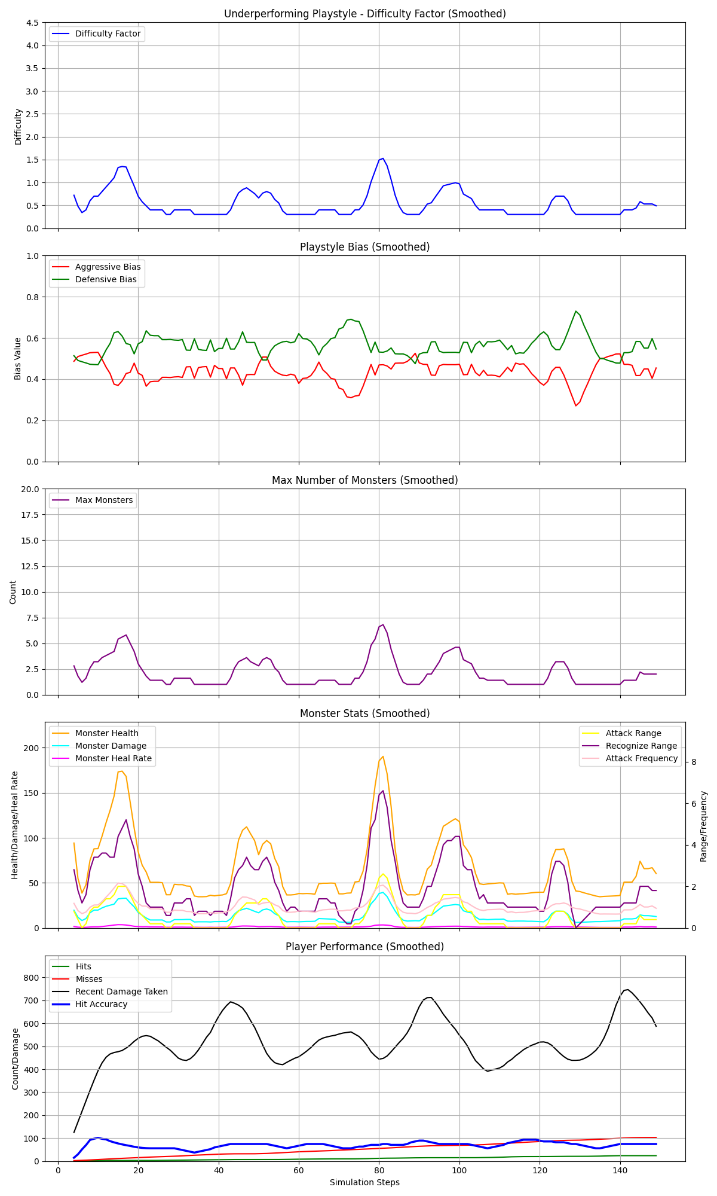 Underperforming Playstyle - Difficulty Factor (Smoothed)
4.5
4.0
3.5
3.0
2.5
2.0
1.5
1.0
0.5
0.0
Difficulty
Difficulty Factor
Playstyle Bias (Smoothed)
1.0
0.8
0.6
0.4
0.2
0.0
Bias Value
Aggressive Bias
Defensive Bias
Max Number of Monsters (Smoothed)
20.0
17.5
15.0
12.5
10.0
7.5
5.0
2.5
0.0
Count
Max Monsters
Monster Stats (Smoothed)
200
150
100
50
0
Health/Damage/Heal Rate
Monster Health
Monster Damage
Monster Heal Rate
Attack Range
Recognize Range
Attack Frequency
8
6
4
2
0
Range/Frequency
Player Performance (Smoothed)
800
700
600
500
400
300
200
100
0
Count/Damage
Hits
Misses
Recent Damage Taken
Hit Accuracy
0 20 40 60 80 100 120 140
Simulation Steps